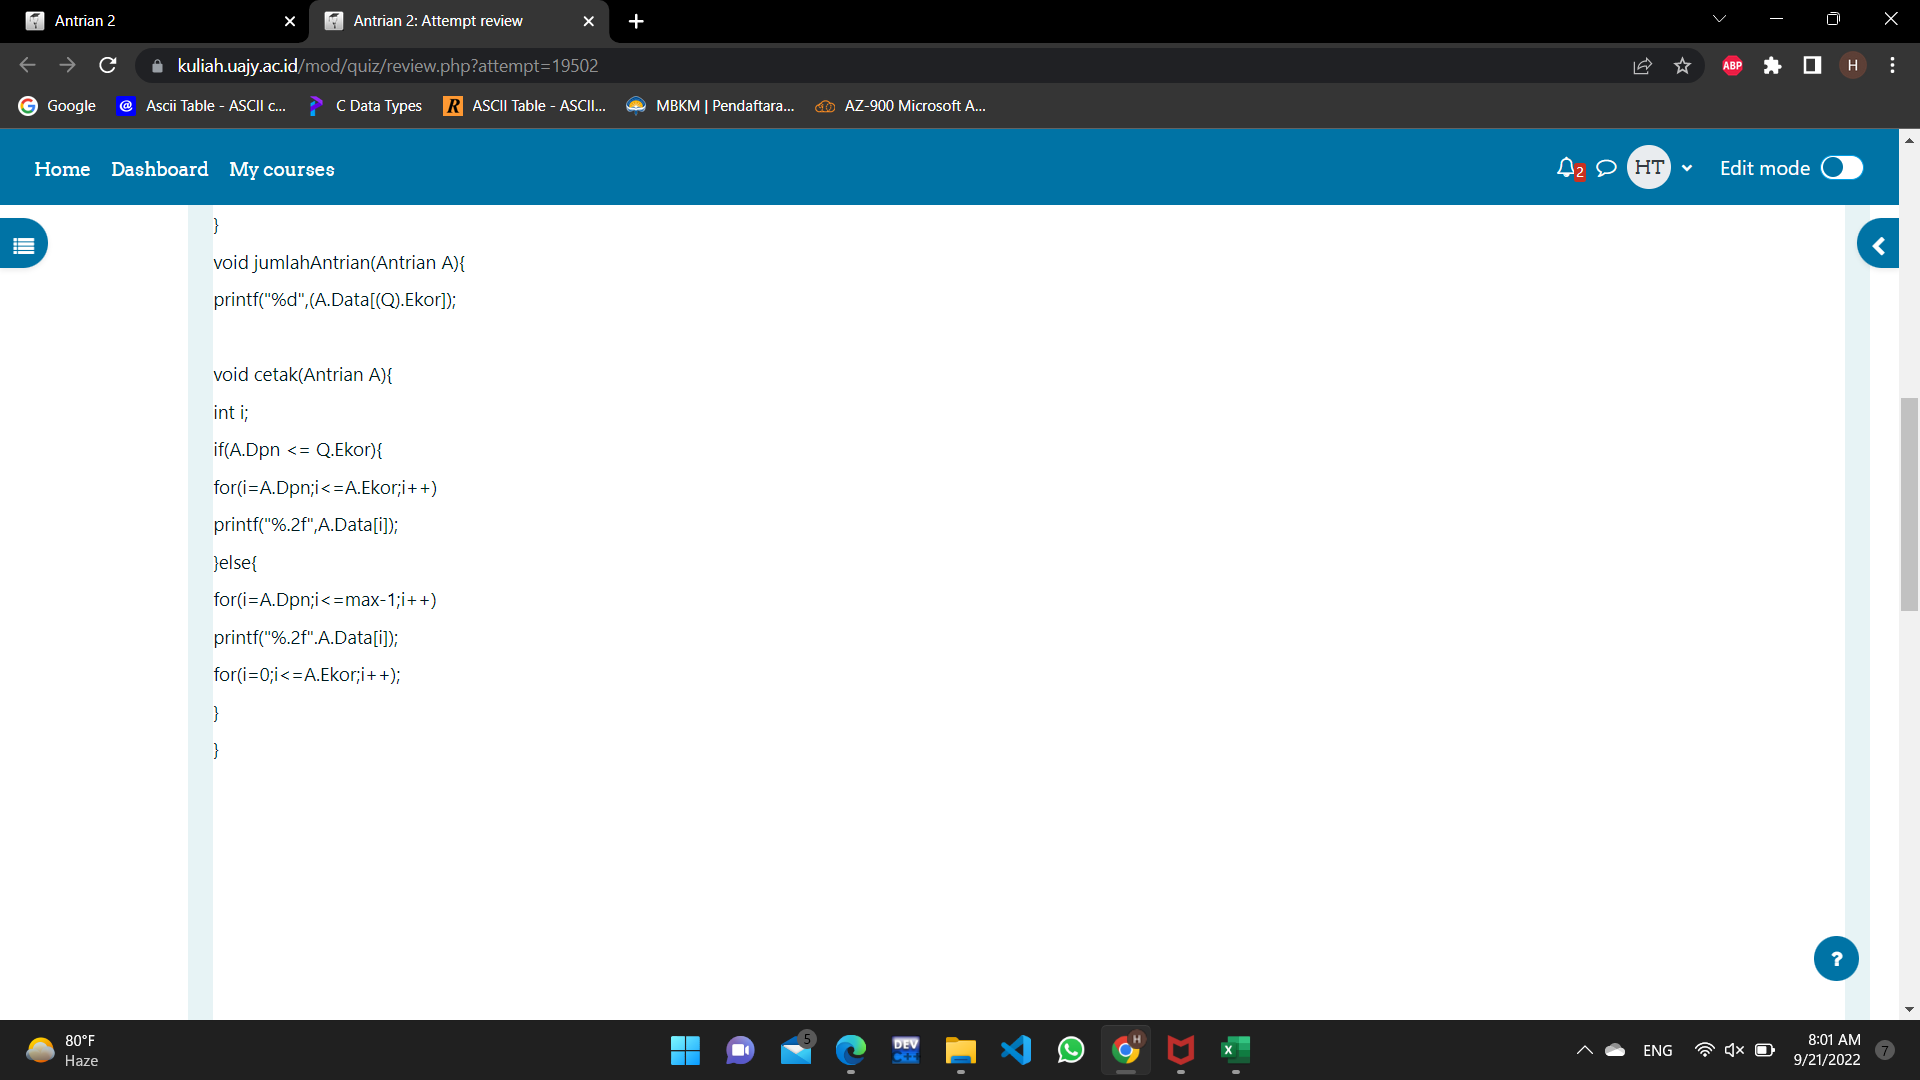 Antrian 2
Antrian 2: Attempt review
kuliah.uajy.ac.id/mod/quiz/review.php?attempt=19502
ABP
H
Google
Ascii Table - ASCII c...
C Data Types
R
ASCII Table - ASCII...
MBKM | Pendaftara...
AZ-900 Microsoft A...
Home
Dashboard
My courses
2
HT
Edit mode
}
void jumlahAntrian(Antrian A){
printf("%d",(A.Data[(Q).Ekor]);
void cetak(Antrian A){
int i;
if(A.Dpn <= Q.Ekor){
for(i=A.Dpn;i<=A.Ekor;i++)
printf("%.2f",A.Data[i]);
}else{
for(i=A.Dpn;i<=max-1;i++)
printf("%.2f".A.Data[i]);
for(i=0;i<=A.Ekor;i++);
}
}
?
80°F
Haze
5
DEV
C++
H
X
ENG
8:01 AM
9/21/2022
7